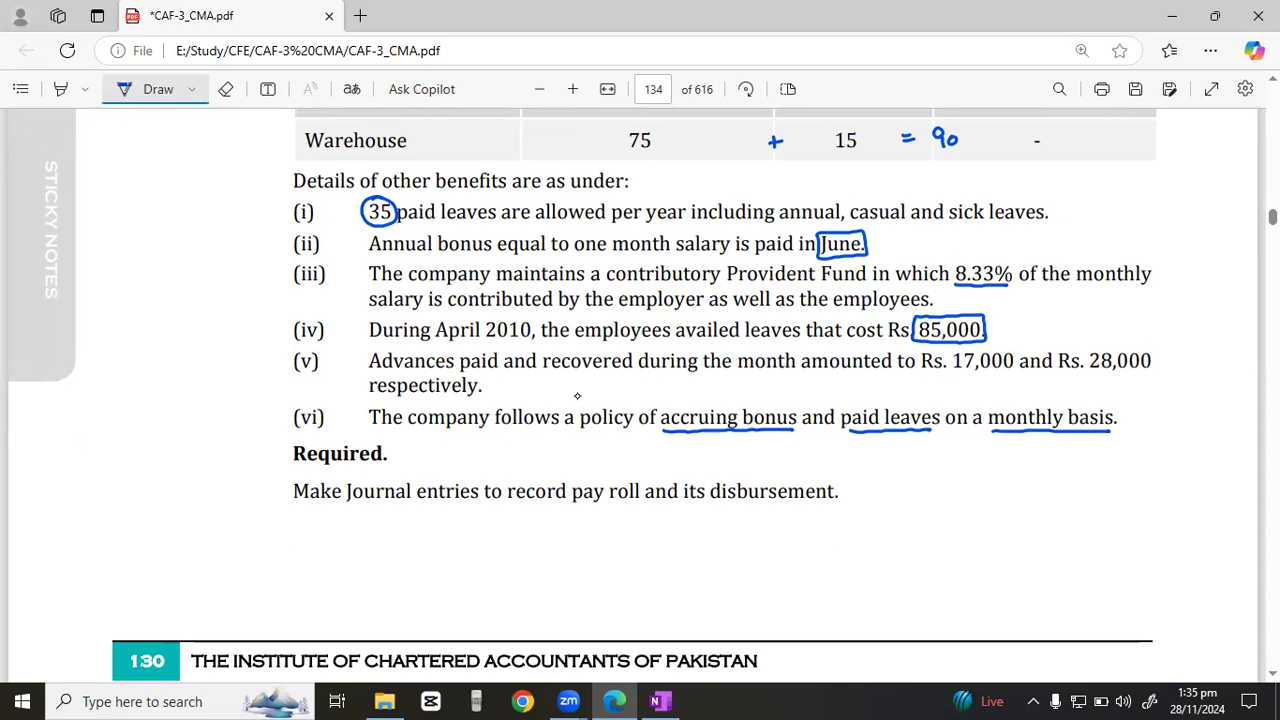 *CAF-3_CMA.pdf
File E:/Study/CFE/CAF-3%20CMA/CAF-3_CMA.pdf
Draw Ask Copilot 134 of 616
STICKY NOTES
Warehouse 75 + 15 = 90 -
Details of other benefits are as under:
(i) 35 paid leaves are allowed per year including annual, casual and sick leaves.
(ii) Annual bonus equal to one month salary is paid in June.
(iii) The company maintains a contributory Provident Fund in which 8.33% of the monthly
salary is contributed by the employer as well as the employees.
(iv) During April 2010, the employees availed leaves that cost Rs. 85,000.
(v) Advances paid and recovered during the month amounted to Rs. 17,000 and Rs. 28,000
respectively.
(vi) The company follows a policy of accruing bonus and paid leaves on a monthly basis.
Required.
Make Journal entries to record pay roll and its disbursement.
130 THE INSTITUTE OF CHARTERED ACCOUNTANTS OF PAKISTAN
Type here to search Live 1:35 pm
28/11/2024